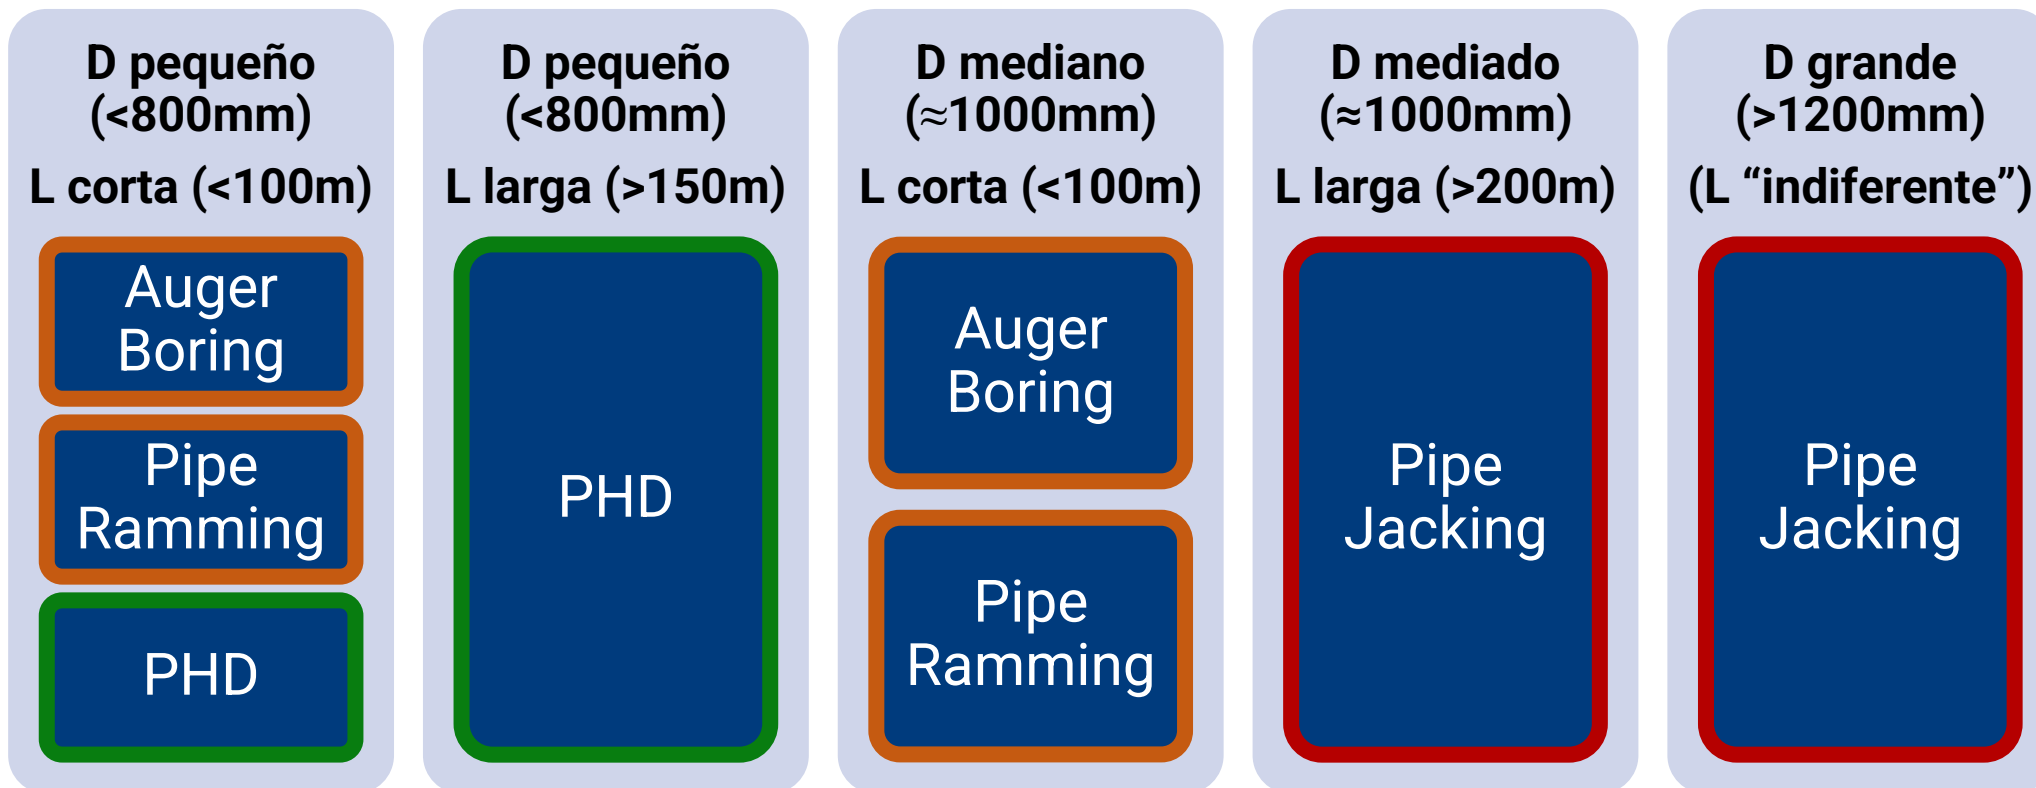 D pequeño
(<800mm)
L corta (<100m)
Auger
Boring
Pipe
Ramming
PHD
D pequeño
(<800mm)
L larga (>150m)
PHD
D mediano
(≈1000mm)
L corta (<100m)
Auger
Boring
Pipe
Ramming
D mediado
(≈1000mm)
L larga (>200m)
Pipe
Jacking
D grande
(>1200mm)
(L “indiferente”)
Pipe
Jacking